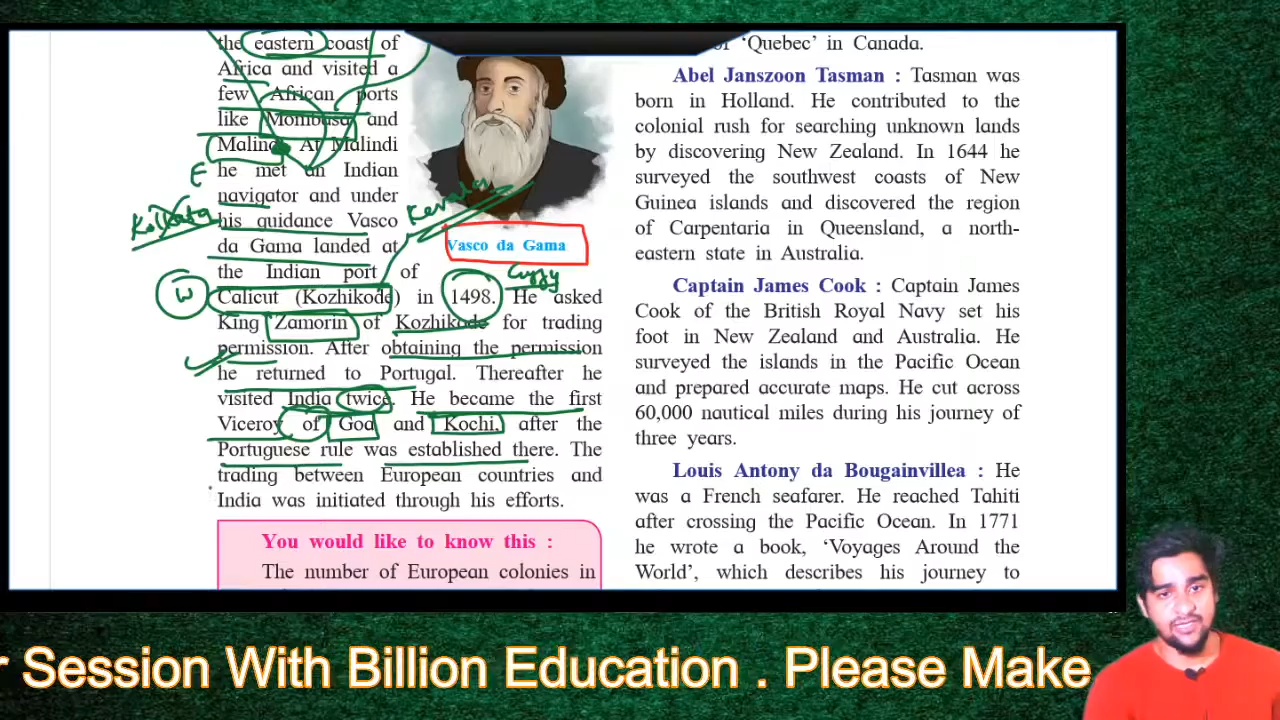 the eastern coast of
Africa and visited a
few African ports
like Mombasa and
Malindi. At Malindi
he met an Indian
navigator and under
his guidance Vasco
da Gama landed at
the Indian port of
Calicut (Kozhikode) in 1498. He asked
King Zamorin of Kozhikode for trading
permission. After obtaining the permission
he returned to Portugal. Thereafter he
visited India twice. He became the first
Viceroy of Goa and Kochi, after the
Portuguese rule was established there. The
trading between European countries and
India was initiated through his efforts.
E
Kolkata
W
Kerala
Vasco da Gama
You would like to know this :
The number of European colonies in
of ‘Quebec’ in Canada.
Abel Janszoon Tasman : Tasman was
born in Holland. He contributed to the
colonial rush for searching unknown lands
by discovering New Zealand. In 1644 he
surveyed the southwest coasts of New
Guinea islands and discovered the region
of Carpentaria in Queensland, a north-
eastern state in Australia.
Captain James Cook : Captain James
Cook of the British Royal Navy set his
foot in New Zealand and Australia. He
surveyed the islands in the Pacific Ocean
and prepared accurate maps. He cut across
60,000 nautical miles during his journey of
three years.
Louis Antony da Bougainvillea : He
was a French seafarer. He reached Tahiti
after crossing the Pacific Ocean. In 1771
he wrote a book, ‘Voyages Around the
World’, which describes his journey to
r Session With Billion Education . Please Make